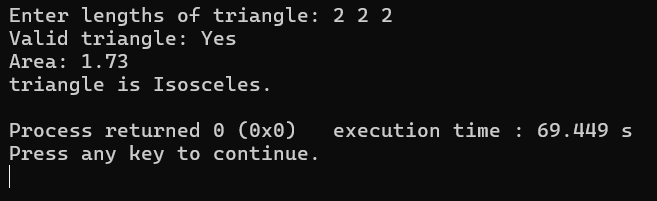 Enter lengths of triangle: 2 2 2
Valid triangle: Yes
Area: 1.73
triangle is Isosceles.
Process returned 0 (0x0)   execution time : 69.449 s
Press any key to continue.